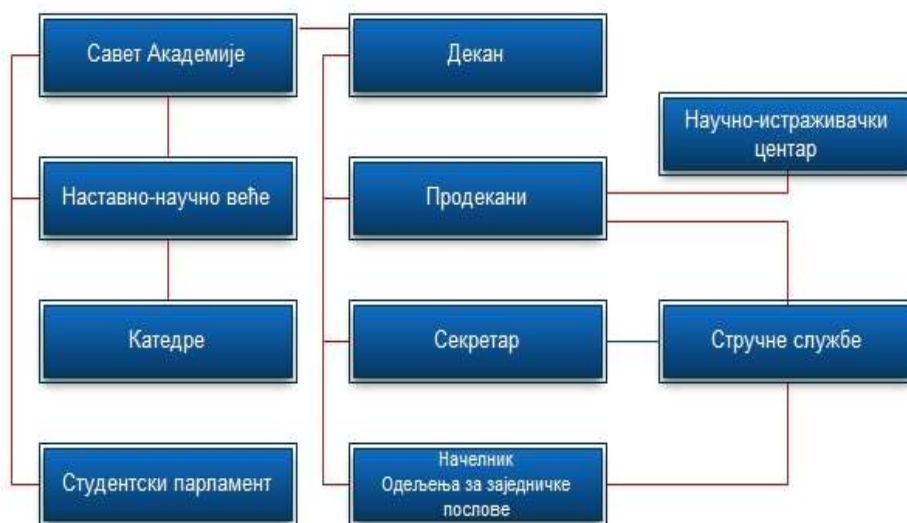 Савет Академије
Декан
Научно-истраживачки
центар
Наставно-научно веће
Продекани
Катедре
Секретар
Стручне службе
Студентски парламент
Начелник
Одељења за заједничке
послове